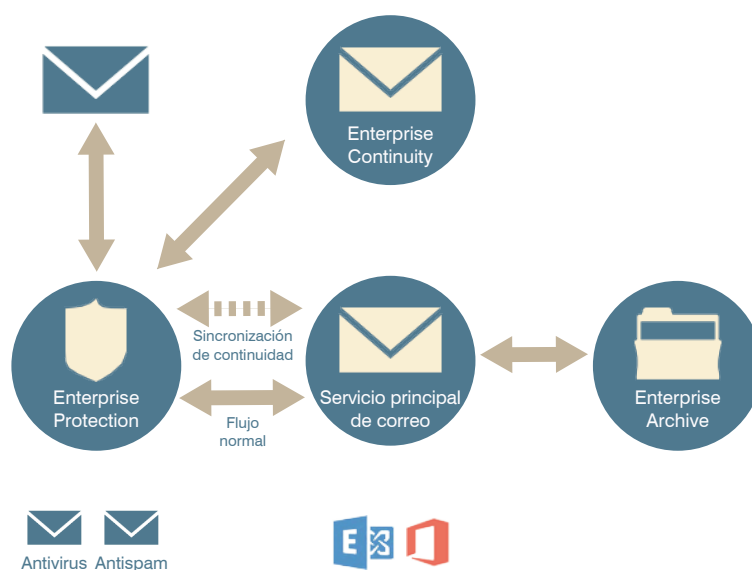 Enterprise
Continuity
Sincronización
de continuidad
Enterprise
Protection
Flujo
normal
Servicio principal
de correo
Enterprise
Archive
Antivirus
Antispam
E